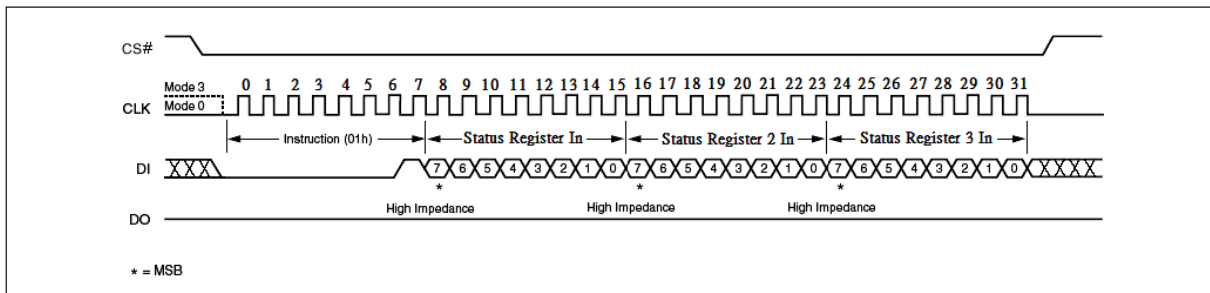 CS#
Mode 3
0 1 2 3 4 5 6 7 8 9 10 11 12 13 14 15 16 17 18 19 20 21 22 23 24 25 26 27 28 29 30 31
CLK
Mode 0
Instruction (01h) Status Register In Status Register 2 In Status Register 3 In
DI 7 6 5 4 3 2 1 0 7 6 5 4 3 2 1 0 7 6 5 4 3 2 1 0
* * *
High Impedance High Impedance High Impedance
DO
* = MSB